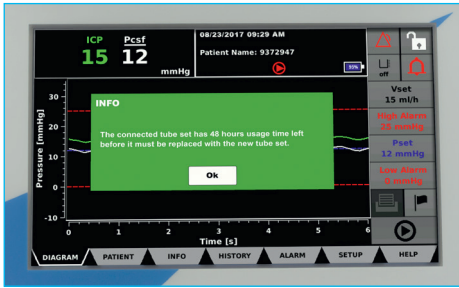 ICP Pcsf
15 12
mmHg
08/23/2017 09:29 AM
Patient Name: 9372947
93%
off
Vset
15 ml/h
High Alarm
25 mmHg
Pset
12 mmHg
Low Alarm
0 mmHg
INFO
The connected tube set has 48 hours usage time left
before it must be replaced with the new tube set.
Ok
Pressure [mmHg]
30
20
10
0
-10
0 1 2 3 4 5 6
Time [s]
DIAGRAM PATIENT INFO HISTORY ALARM SETUP HELP